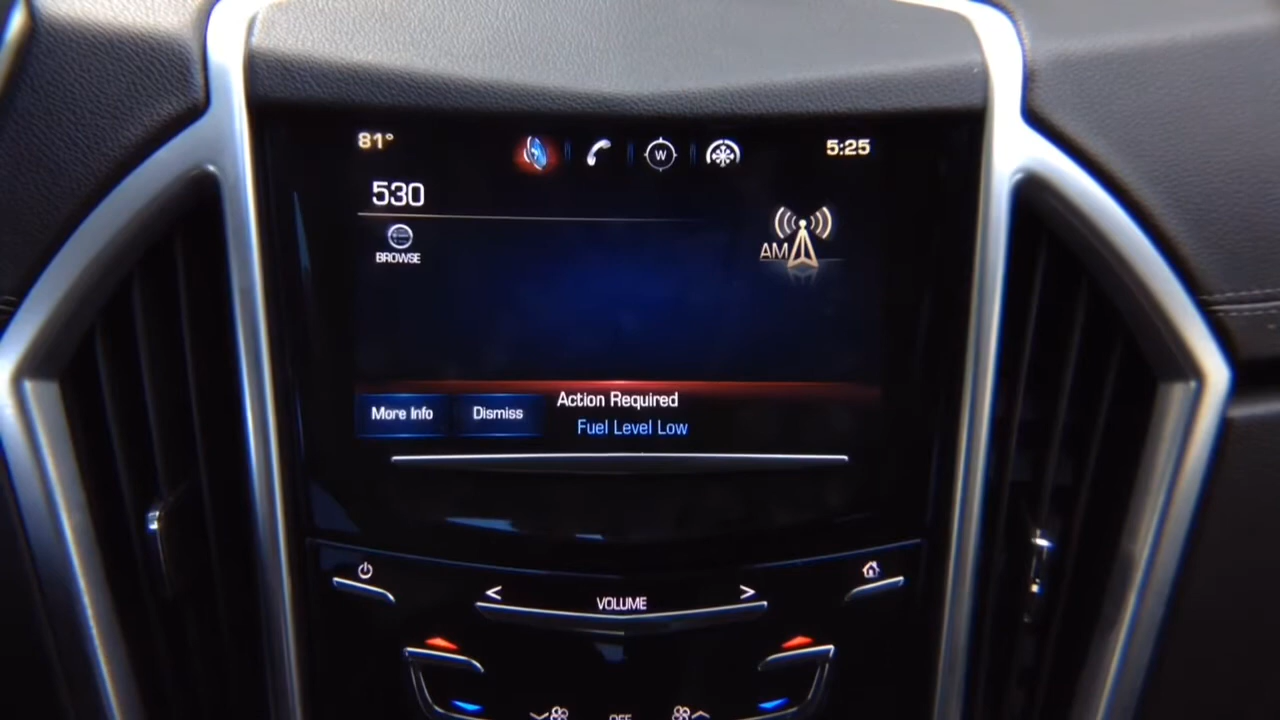 81°
W
5:25
530
BROWSE
AM
Action Required
More Info
Dismiss
Fuel Level Low
<
VOLUME
>
OFF